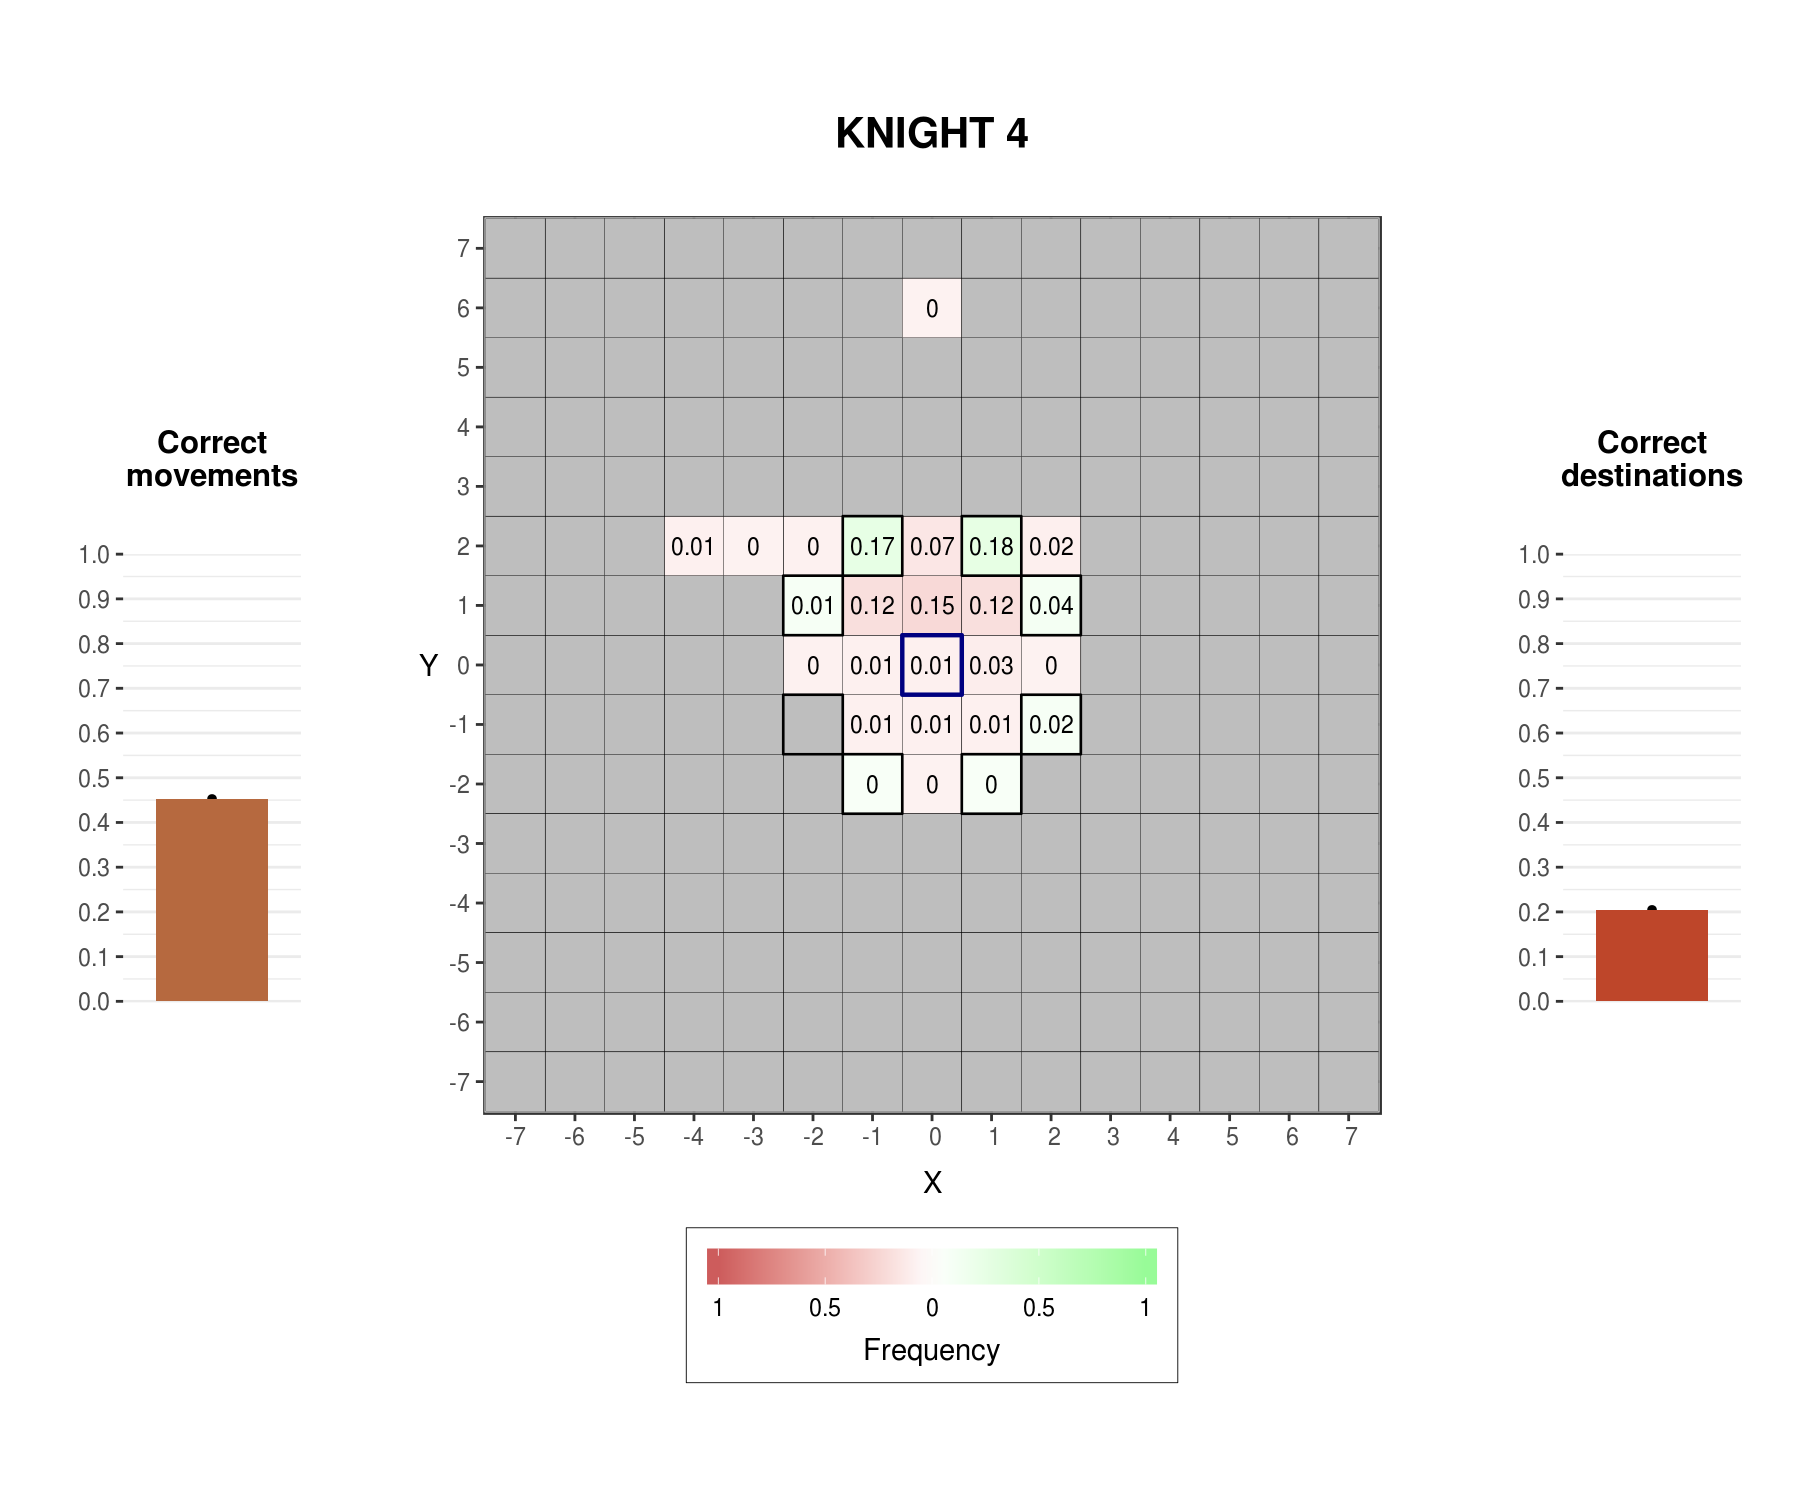 KNIGHT 4
Correct
movements
1.0
0.9
0.8
0.7
0.6
0.5
0.4
0.3
0.2
0.1
0.0
Y
7
6
5
4
3
2
1
0
-1
-2
-3
-4
-5
-6
-7
0
0.01 0 0 0.17 0.07 0.18 0.02
0.01 0.12 0.15 0.12 0.04
0 0.01 0.01 0.03 0
0.01 0.01 0.01 0.02
0 0 0
-7 -6 -5 -4 -3 -2 -1 0 1 2 3 4 5 6 7
X
1 0.5 0 0.5 1
Frequency
Correct
destinations
1.0
0.9
0.8
0.7
0.6
0.5
0.4
0.3
0.2
0.1
0.0